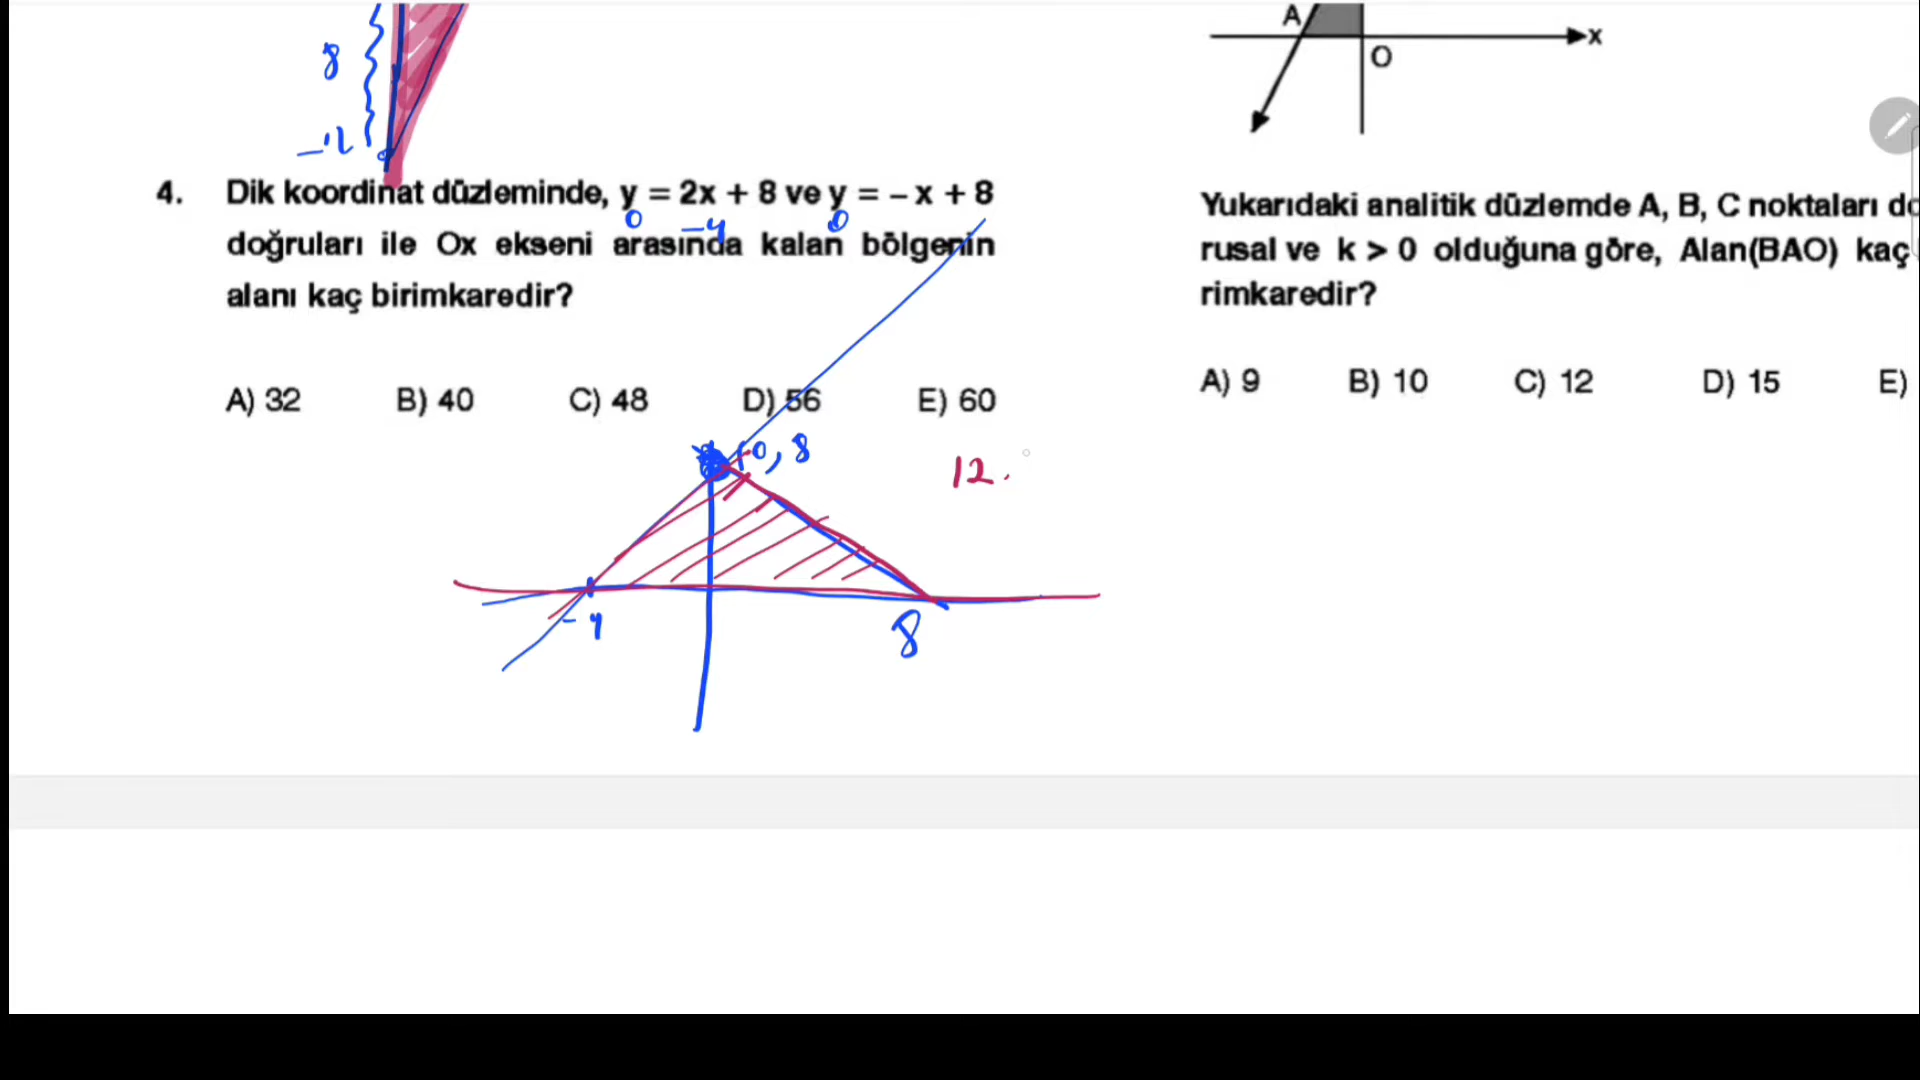 8
-12
4. Dik koordinat düzleminde, y = 2x + 8 ve y = – x + 8
0 -4 0
doğruları ile Ox ekseni arasında kalan bölgenin
alanı kaç birimkaredir?
A) 32 B) 40 C) 48 D) 56 E) 60
(0,8
12.
-4
8
A
x
O
Yukarıdaki analitik düzlemde A, B, C noktaları do
rusal ve k > 0 olduğuna göre, Alan(BAO) kaç
rimkaredir?
A) 9 B) 10 C) 12 D) 15 E)